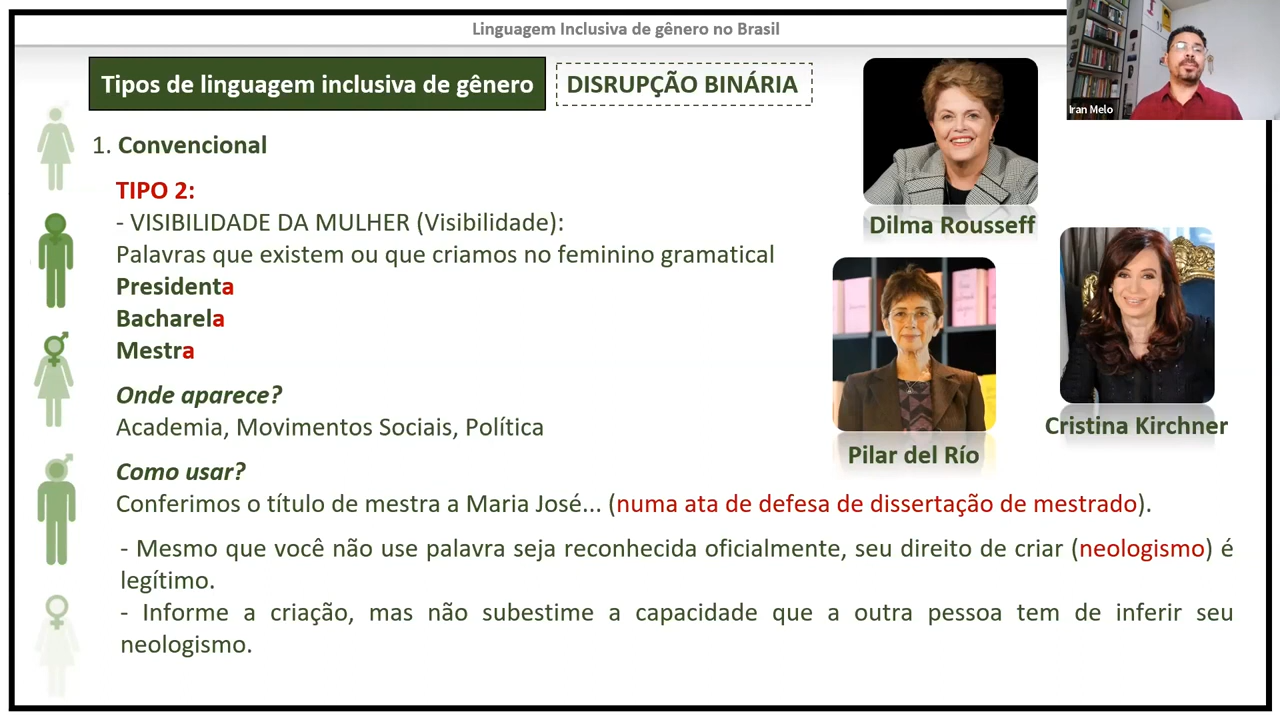 Linguagem Inclusiva de gênero no Brasil
Tipos de linguagem inclusiva de gênero
DISRUPÇÃO BINÁRIA
Iran Melo
1. Convencional
TIPO 2:
- VISIBILIDADE DA MULHER (Visibilidade):
Palavras que existem ou que criamos no feminino gramatical
Presidenta
Bacharela
Mestra
Dilma Rousseff
Pilar del Río
Cristina Kirchner
Onde aparece?
Academia, Movimentos Sociais, Política
Como usar?
Conferimos o título de mestra a Maria José... (numa ata de defesa de dissertação de mestrado).
- Mesmo que você não use palavra seja reconhecida oficialmente, seu direito de criar (neologismo) é
legítimo.
- Informe a criação, mas não subestime a capacidade que a outra pessoa tem de inferir seu
neologismo.